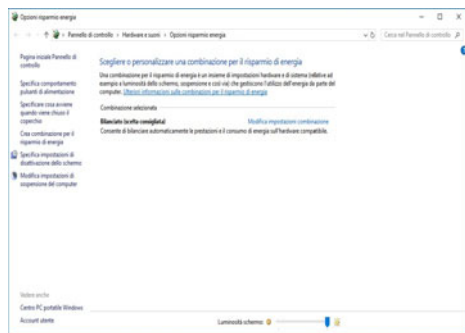 Opzioni risparmio energia
Pannello di controllo › Hardware e suoni › Opzioni risparmio energia
Cerca nel Pannello di controllo
Pagina iniziale Pannello di
controllo
Specifica comportamento
pulsanti di alimentazione
Specificare cosa avviene
quando viene chiuso il
coperchio
Crea combinazione per il
risparmio di energia
Specifica impostazioni di
disattivazione dello schermo
Modifica impostazioni di
sospensione del computer
Scegliere o personalizzare una combinazione per il risparmio di energia
Una combinazione per il risparmio di energia è un insieme di impostazioni hardware e di sistema (relative ad
esempio a luminosità dello schermo, sospensione e così via) che gestiscono l'utilizzo dell'energia da parte del
computer. Ulteriori informazioni sulle combinazioni per il risparmio di energia
Combinazione selezionata
Bilanciato (scelta consigliata) Modifica impostazioni combinazione
Consente di bilanciare automaticamente le prestazioni e il consumo di energia sull'hardware compatibile.
Vedere anche
Centro PC portatile Windows
Account utente
Luminosità schermo: